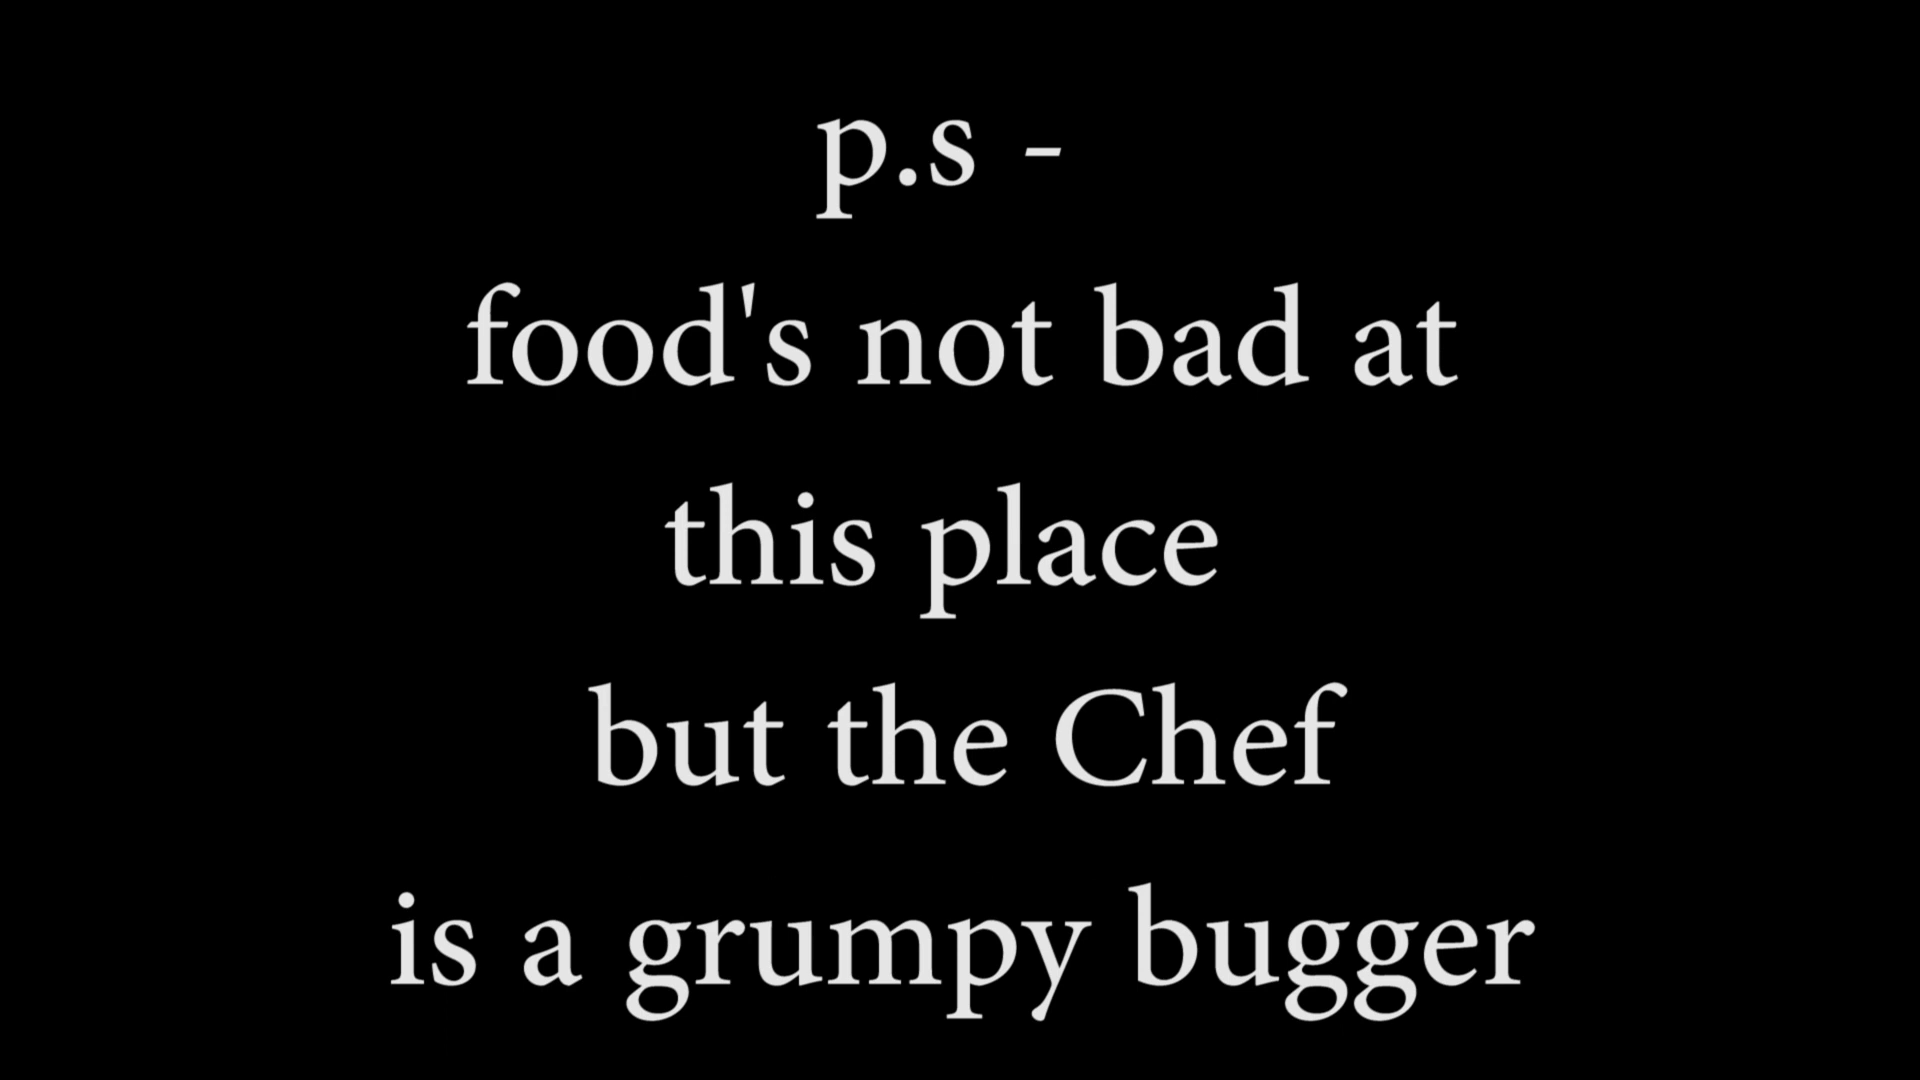 p.s -
food's not bad at
this place
but the Chef
is a grumpy bugger